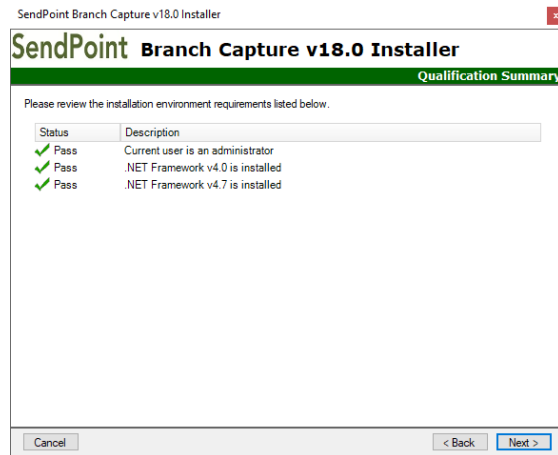 SendPoint Branch Capture v18.0 Installer
x
SendPoint Branch Capture v18.0 Installer
Qualification Summary
Please review the installation environment requirements listed below.
Status Description
Pass Current user is an administrator
Pass .NET Framework v4.0 is installed
Pass .NET Framework v4.7 is installed
Cancel < Back Next >